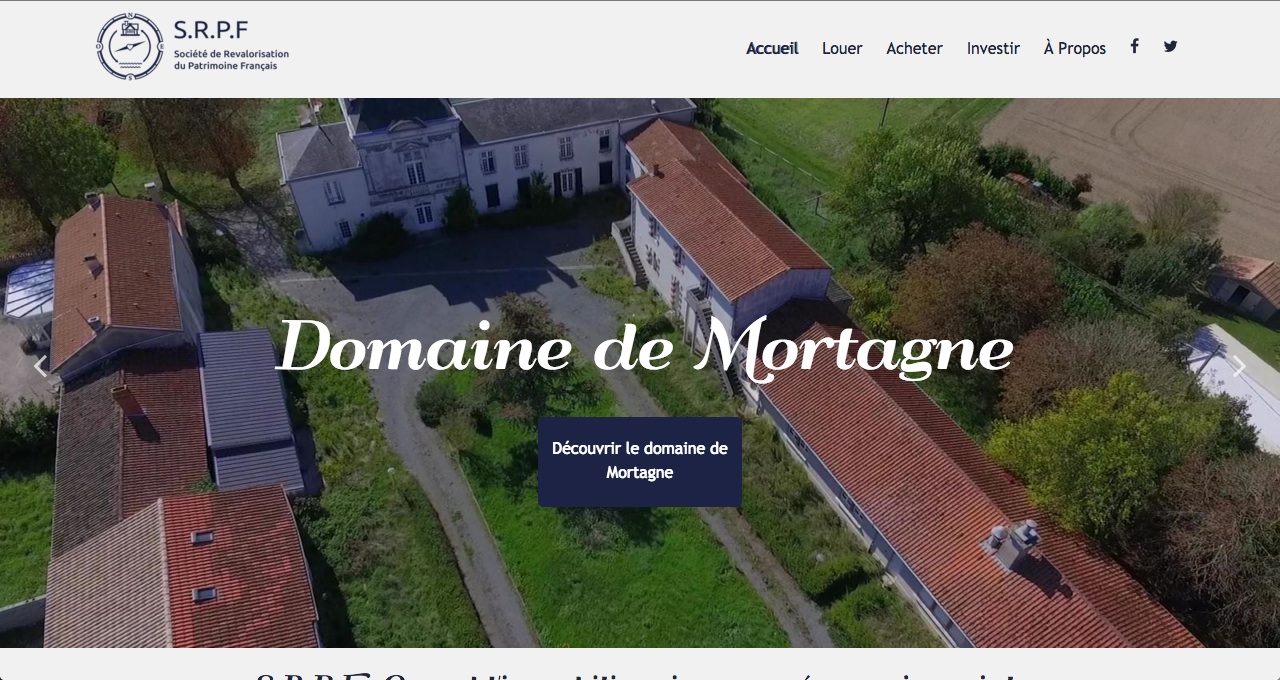 S.R.P.F
Société de Revalorisation
du Patrimoine Français
Accueil Louer Acheter Investir À Propos
Domaine de Mortagne
Découvrir le domaine de
Mortagne